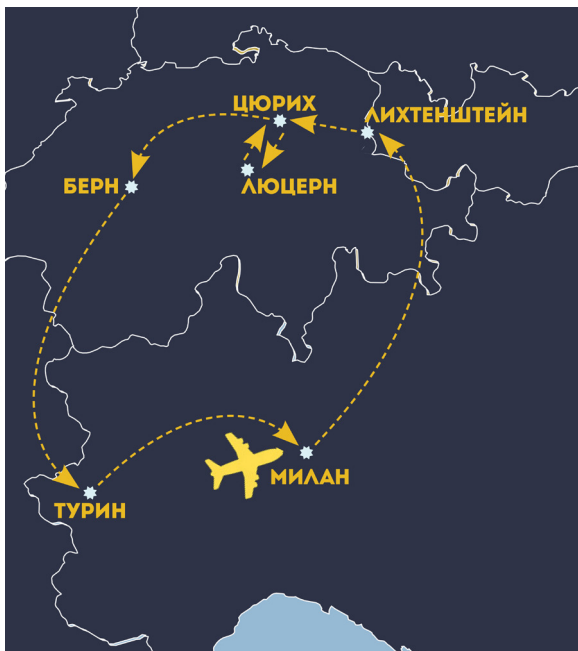 ЦЮРИХ
ЛИХТЕНШТЕЙН
БЕРН
ЛЮЦЕРН
МИЛАН
ТУРИН